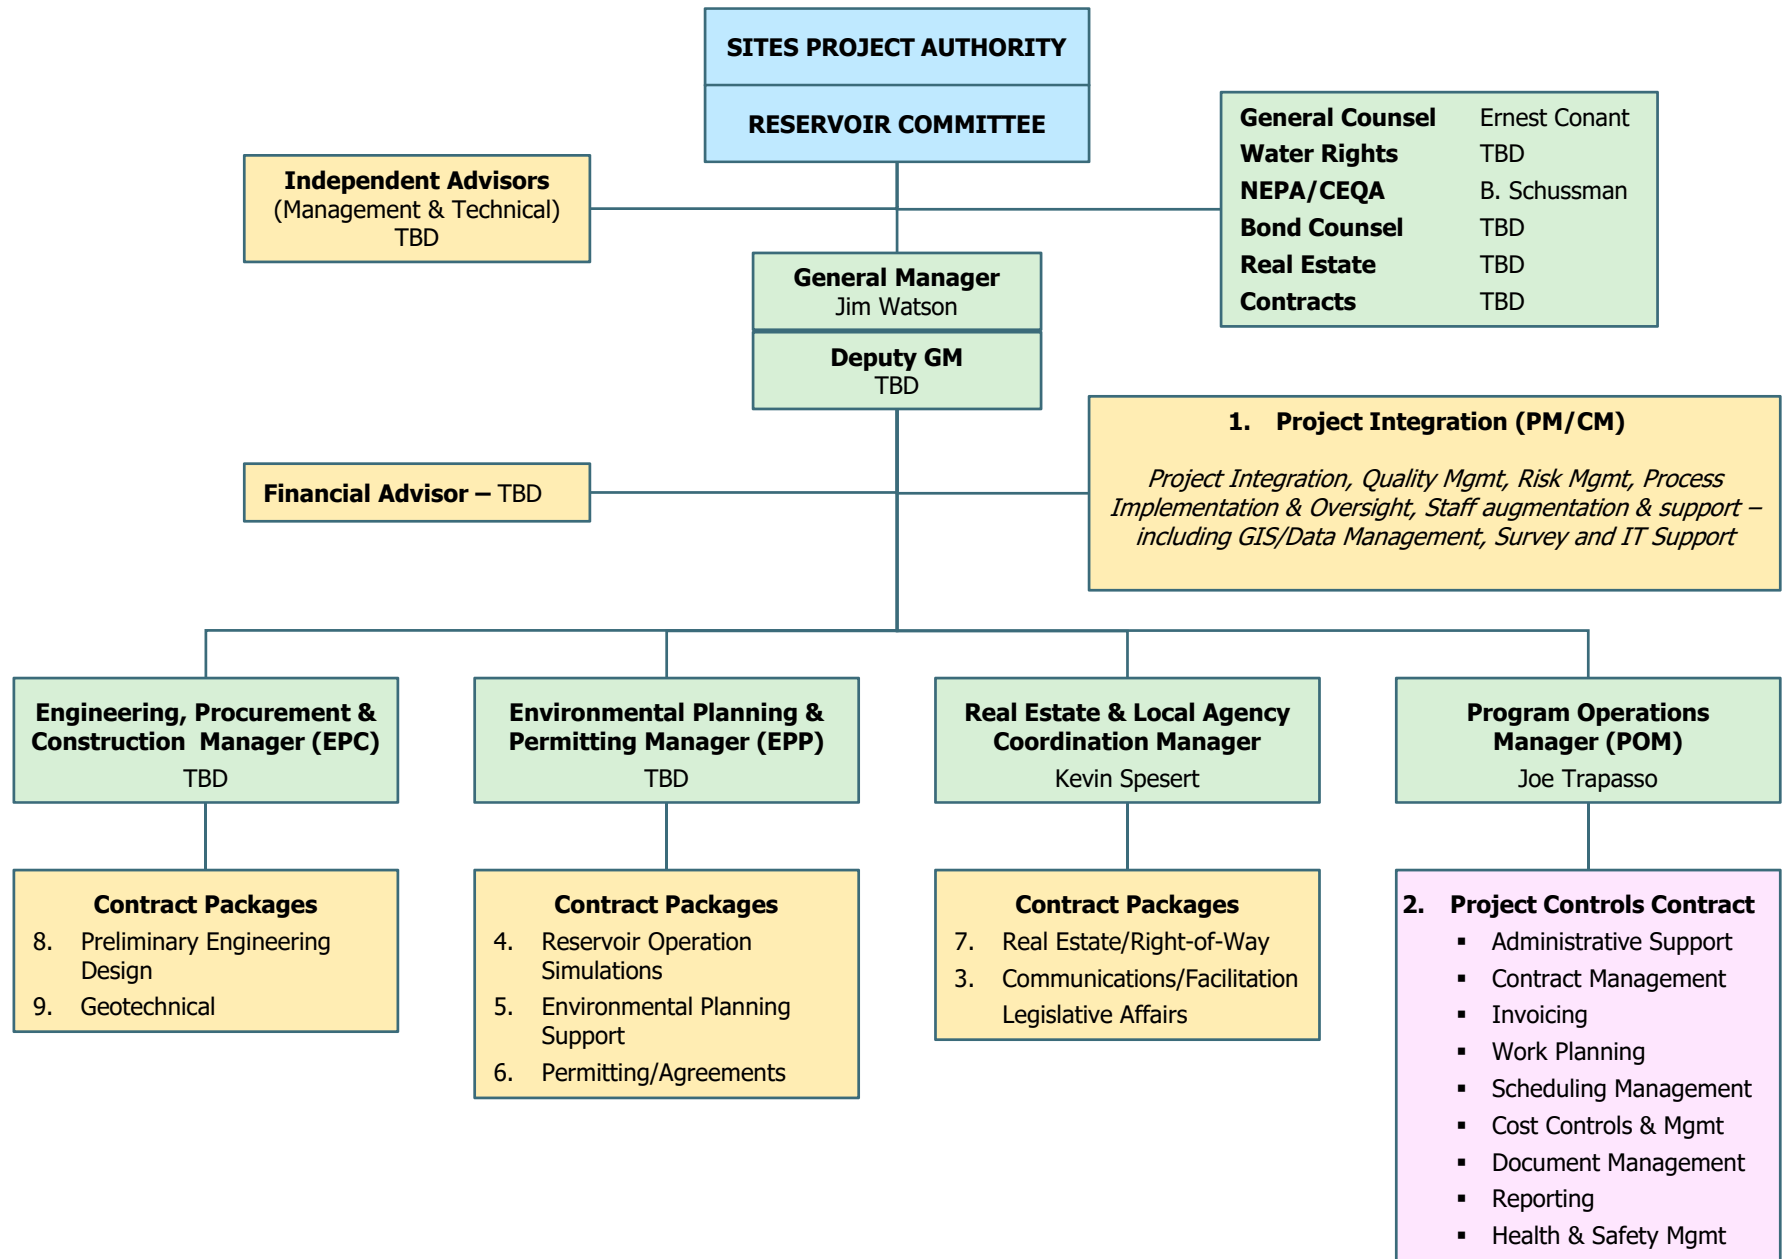 SITES PROJECT AUTHORITY
RESERVOIR COMMITTEE
General Counsel Ernest Conant
Water Rights TBD
NEPA/CEQA B. Schussman
Bond Counsel TBD
Real Estate TBD
Contracts TBD
Independent Advisors
(Management & Technical)
TBD
General Manager
Jim Watson
Deputy GM
TBD
1. Project Integration (PM/CM)
Project Integration, Quality Mgmt, Risk Mgmt, Process
Implementation & Oversight, Staff augmentation & support –
including GIS/Data Management, Survey and IT Support
Financial Advisor – TBD
Engineering, Procurement &
Construction Manager (EPC)
TBD
Environmental Planning &
Permitting Manager (EPP)
TBD
Real Estate & Local Agency
Coordination Manager
Kevin Spesert
Program Operations
Manager (POM)
Joe Trapasso
Contract Packages
8. Preliminary Engineering
Design
9. Geotechnical
Contract Packages
4. Reservoir Operation
Simulations
5. Environmental Planning
Support
6. Permitting/Agreements
Contract Packages
7. Real Estate/Right-of-Way
3. Communications/Facilitation
Legislative Affairs
2. Project Controls Contract
▪ Administrative Support
▪ Contract Management
▪ Invoicing
▪ Work Planning
▪ Scheduling Management
▪ Cost Controls & Mgmt
▪ Document Management
▪ Reporting
▪ Health & Safety Mgmt